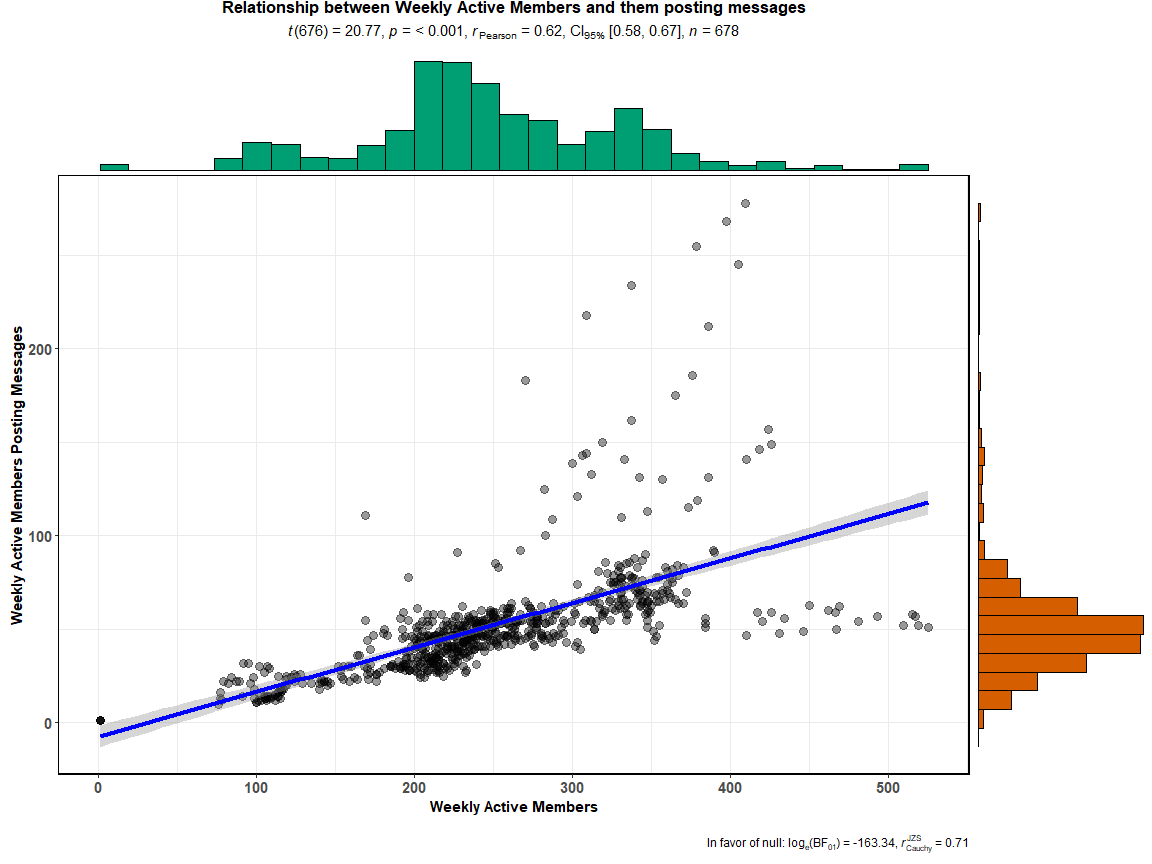 Relationship between Weekly Active Members and them posting messages
t(676) = 20.77, p = < 0.001, rPearson = 0.62, CI95% [0.58, 0.67], n = 678
Weekly Active Members Posting Messages
200
100
0
0 100 200 300 400 500
Weekly Active Members
In favor of null: loge(BF01) = -163.34, rJZSCauchy = 0.71